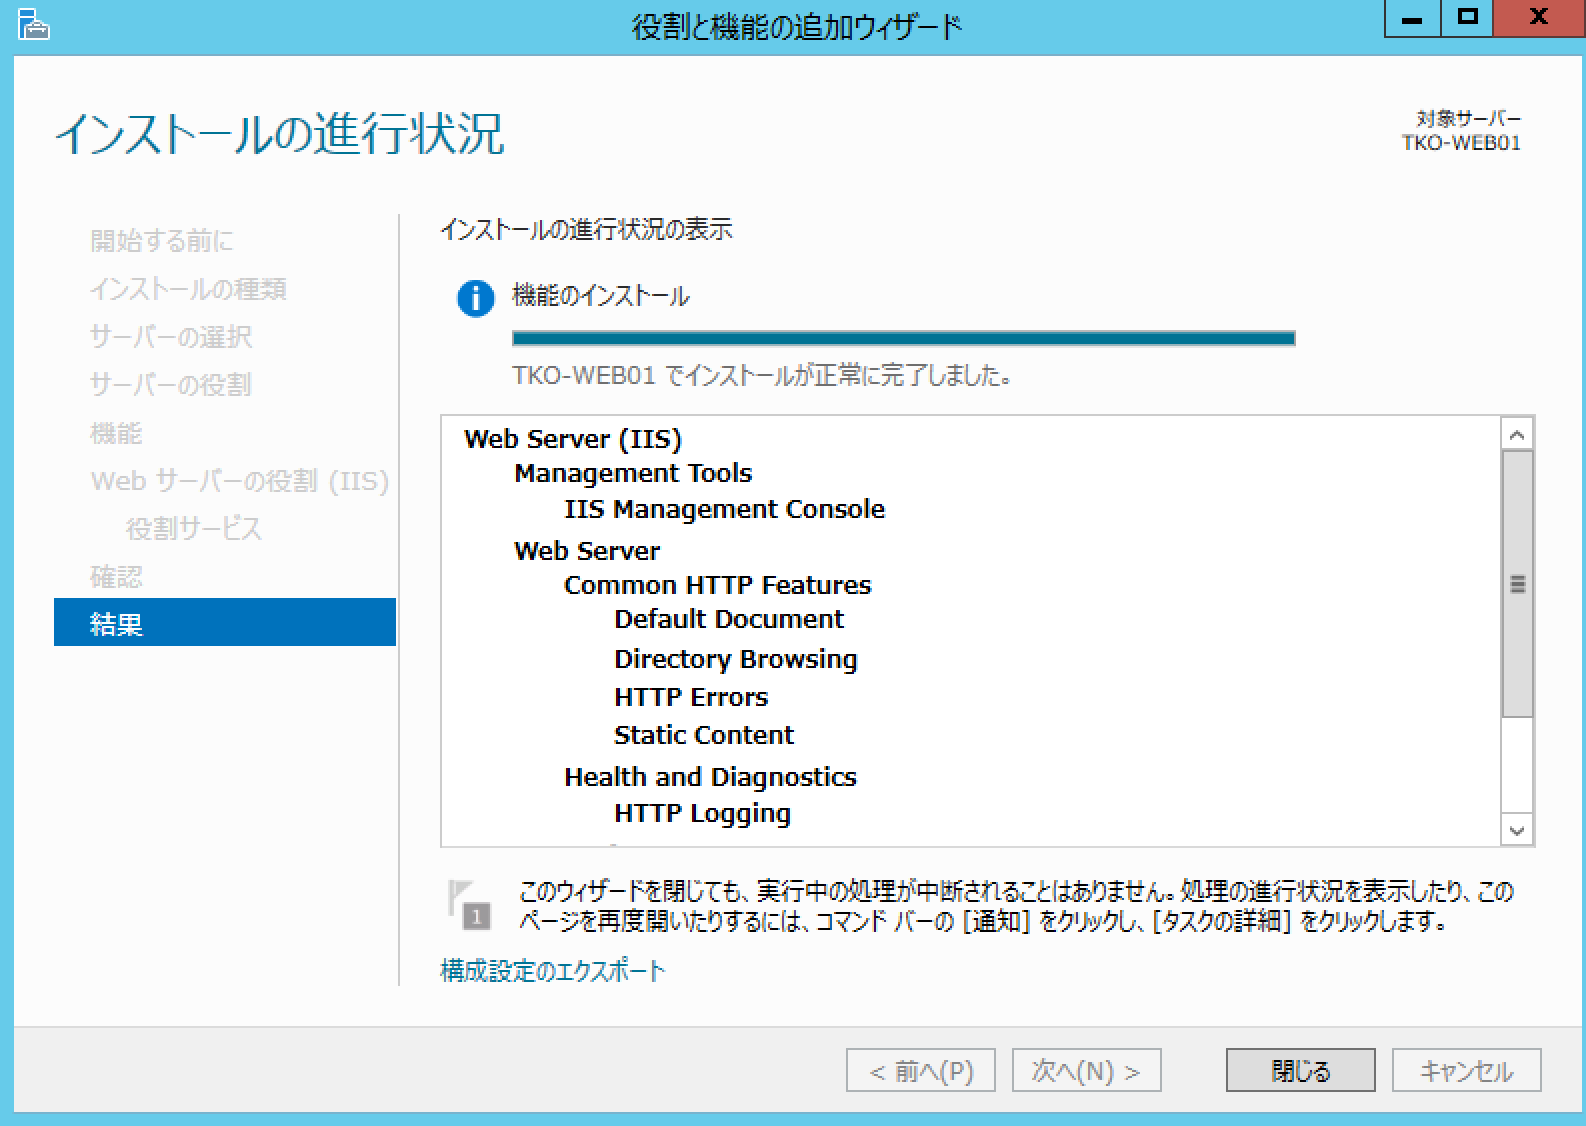 役割と機能の追加ウィザード
インストールの進行状況
対象サーバー
TKO-WEB01
開始する前に
インストールの種類
サーバーの選択
サーバーの役割
機能
Web サーバーの役割 (IIS)
役割サービス
確認
結果
インストールの進行状況の表示
機能のインストール
TKO-WEB01 でインストールが正常に完了しました。
Web Server (IIS)
Management Tools
IIS Management Console
Web Server
Common HTTP Features
Default Document
Directory Browsing
HTTP Errors
Static Content
Health and Diagnostics
HTTP Logging
1
このウィザードを閉じても、実行中の処理が中断されることはありません。処理の進行状況を表示したり、この
ページを再度開いたりするには、コマンド バーの [通知] をクリックし、[タスクの詳細] をクリックします。
構成設定のエクスポート
< 前へ(P)
次へ(N) >
閉じる
キャンセル